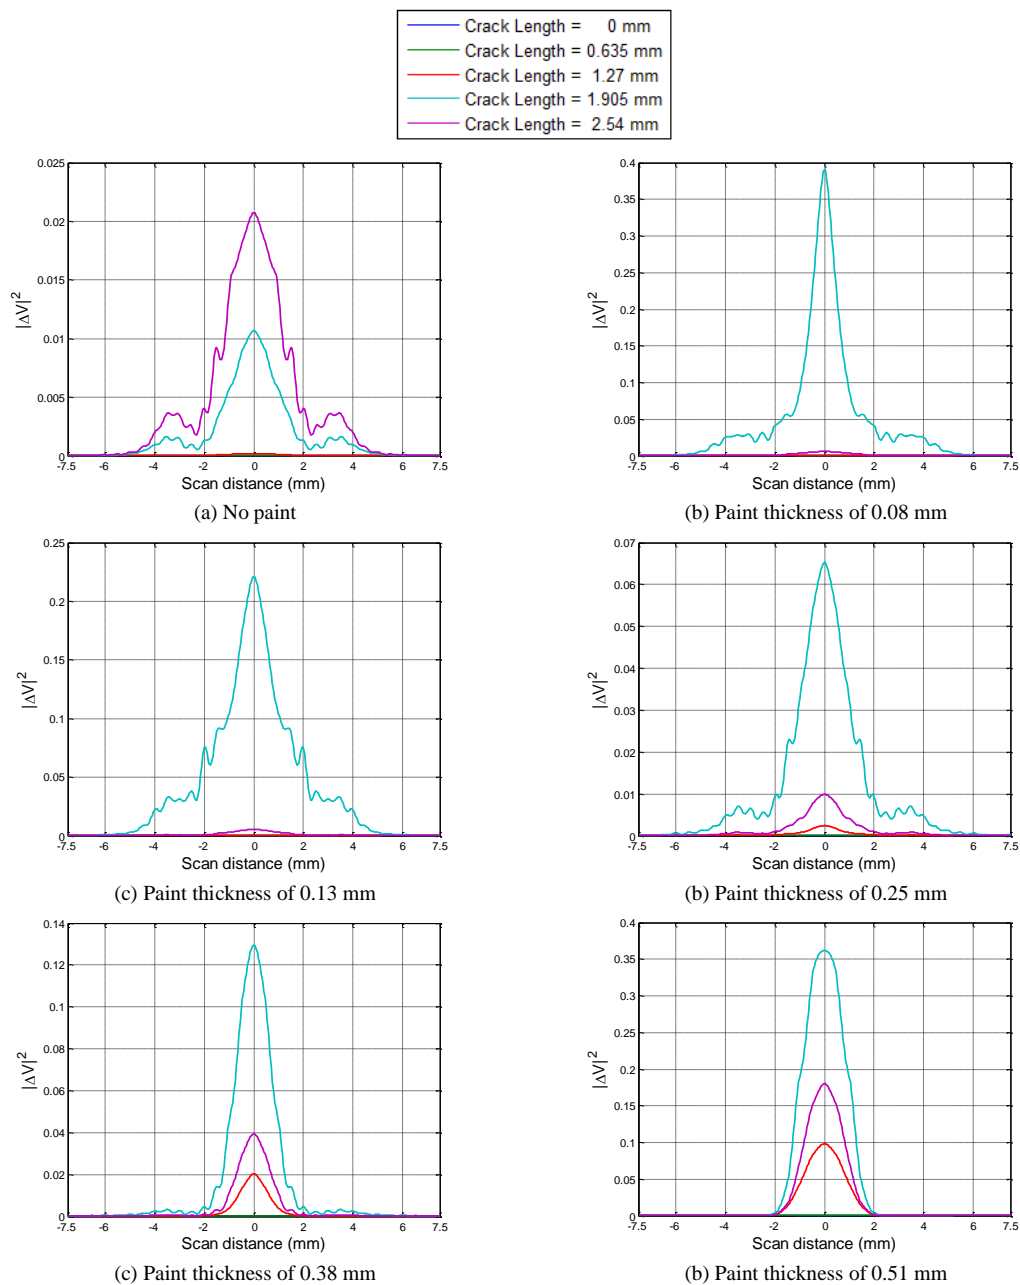 Crack Length = 0 mm
Crack Length = 0.635 mm
Crack Length = 1.27 mm
Crack Length = 1.905 mm
Crack Length = 2.54 mm
0.025
0.02
0.015
0.01
0.005
0
|ΔV|²
-7.5 -6 -4 -2 0 2 4 6 7.5
Scan distance (mm)
(a) No paint
0.4
0.35
0.3
0.25
0.2
0.15
0.1
0.05
0
|ΔV|²
-7.5 -6 -4 -2 0 2 4 6 7.5
Scan distance (mm)
(b) Paint thickness of 0.08 mm
0.25
0.2
0.15
0.1
0.05
0
|ΔV|²
-7.5 -6 -4 -2 0 2 4 6 7.5
Scan distance (mm)
(c) Paint thickness of 0.13 mm
0.07
0.06
0.05
0.04
0.03
0.02
0.01
0
|ΔV|²
-7.5 -6 -4 -2 0 2 4 6 7.5
Scan distance (mm)
(b) Paint thickness of 0.25 mm
0.14
0.12
0.1
0.08
0.06
0.04
0.02
0
|ΔV|²
-7.5 -6 -4 -2 0 2 4 6 7.5
Scan distance (mm)
(c) Paint thickness of 0.38 mm
0.4
0.35
0.3
0.25
0.2
0.15
0.1
0.05
0
|ΔV|²
-7.5 -6 -4 -2 0 2 4 6 7.5
Scan distance (mm)
(b) Paint thickness of 0.51 mm